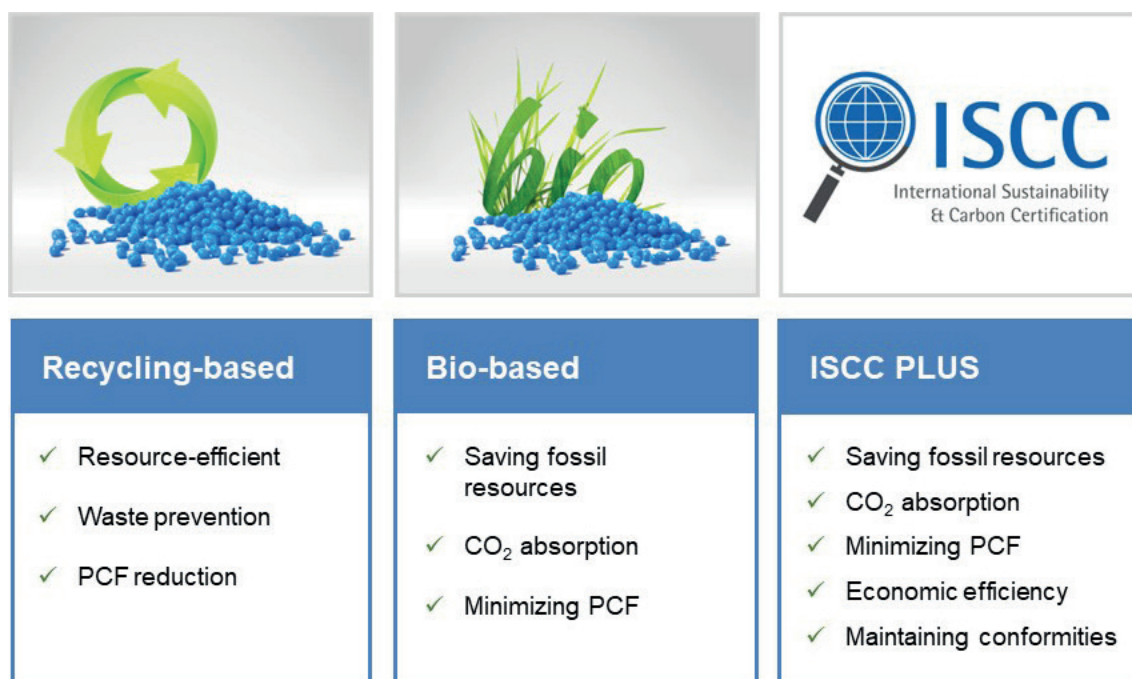 bio
ISCC
International Sustainability
& Carbon Certification
Recycling-based
✓ Resource-efficient
✓ Waste prevention
✓ PCF reduction
Bio-based
✓ Saving fossil
resources
✓ CO₂ absorption
✓ Minimizing PCF
ISCC PLUS
✓ Saving fossil resources
✓ CO₂ absorption
✓ Minimizing PCF
✓ Economic efficiency
✓ Maintaining conformities